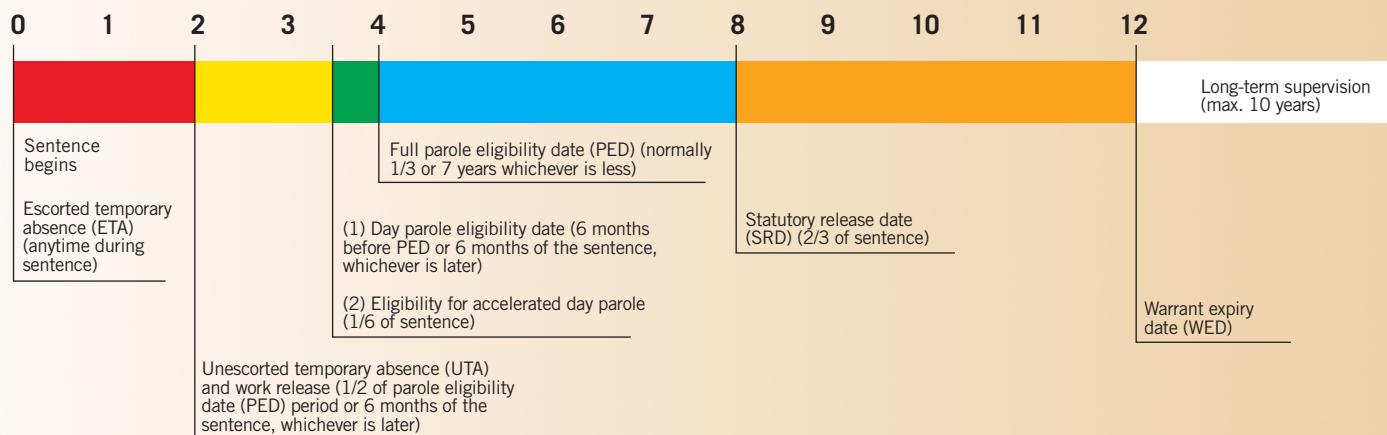 0 1 2 3 4 5 6 7 8 9 10 11 12
Long-term supervision
(max. 10 years)
Sentence
begins
Escorted temporary
absence (ETA)
(anytime during
sentence)
Full parole eligibility date (PED) (normally
1/3 or 7 years whichever is less)
(1) Day parole eligibility date (6 months
before PED or 6 months of the sentence,
whichever is later)
(2) Eligibility for accelerated day parole
(1/6 of sentence)
Unescorted temporary absence (UTA)
and work release (1/2 of parole eligibility
date (PED) period or 6 months of the
sentence, whichever is later)
Statutory release date
(SRD) (2/3 of sentence)
Warrant expiry
date (WED)